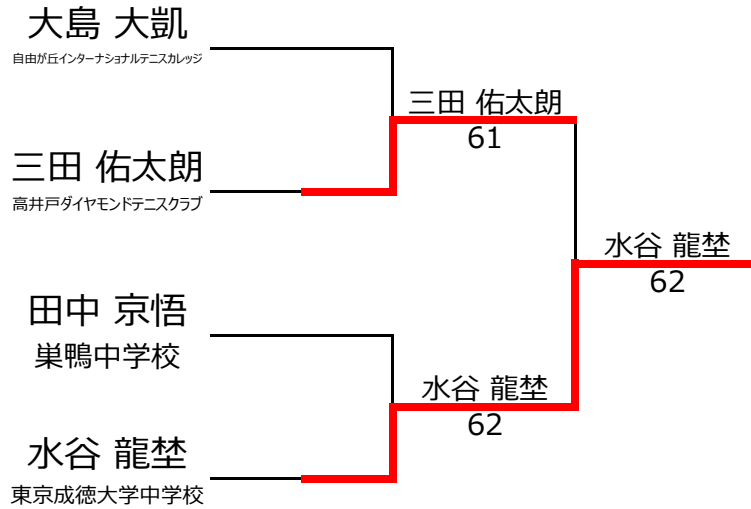 大島 大凱
自由が丘インターナショナルテニスカレッジ
三田 佑太朗
61
三田 佑太朗
高井戸ダイヤモンドテニスクラブ
水谷 龍埜
62
田中 京悟
巣鴨中学校
水谷 龍埜
62
水谷 龍埜
東京成徳大学中学校